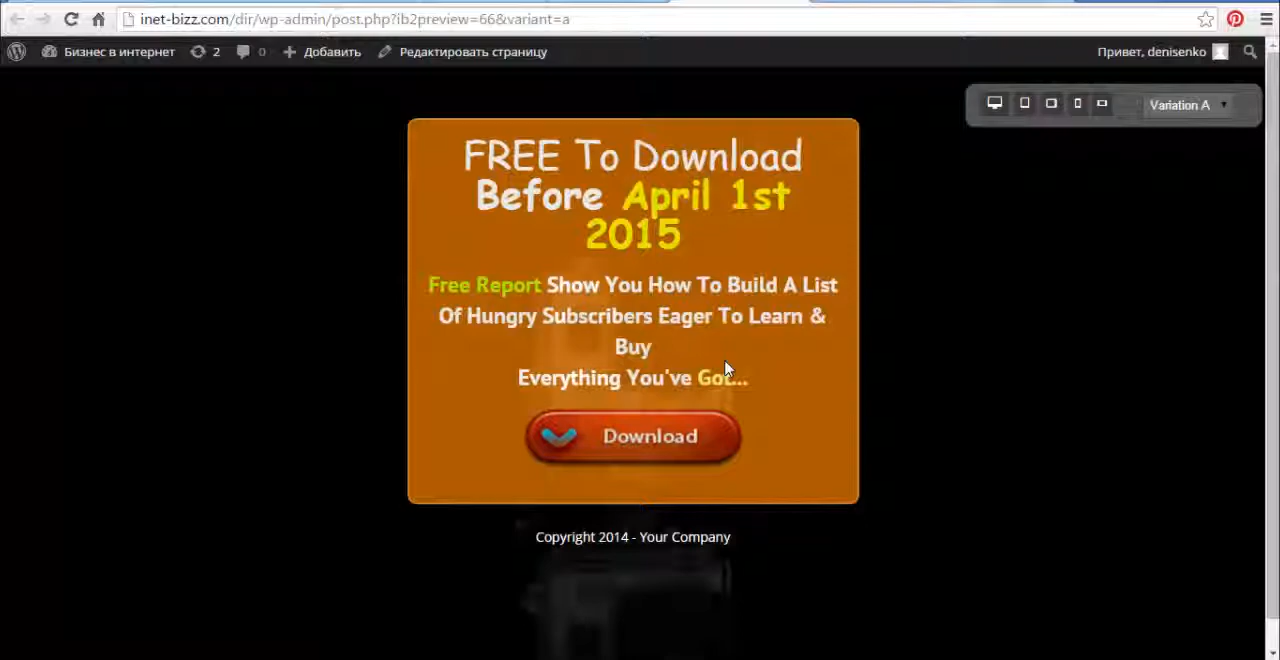 inet-bizz.com/dir/wp-admin/post.php?ib2preview=66&variant=a
Бизнес в интернет 2 0 Добавить Редактировать страницу Привет, denisenko
Variation A
FREE To Download
Before April 1st
2015
Free Report Show You How To Build A List
Of Hungry Subscribers Eager To Learn &
Buy
Everything You've Got...
Download
Copyright 2014 - Your Company